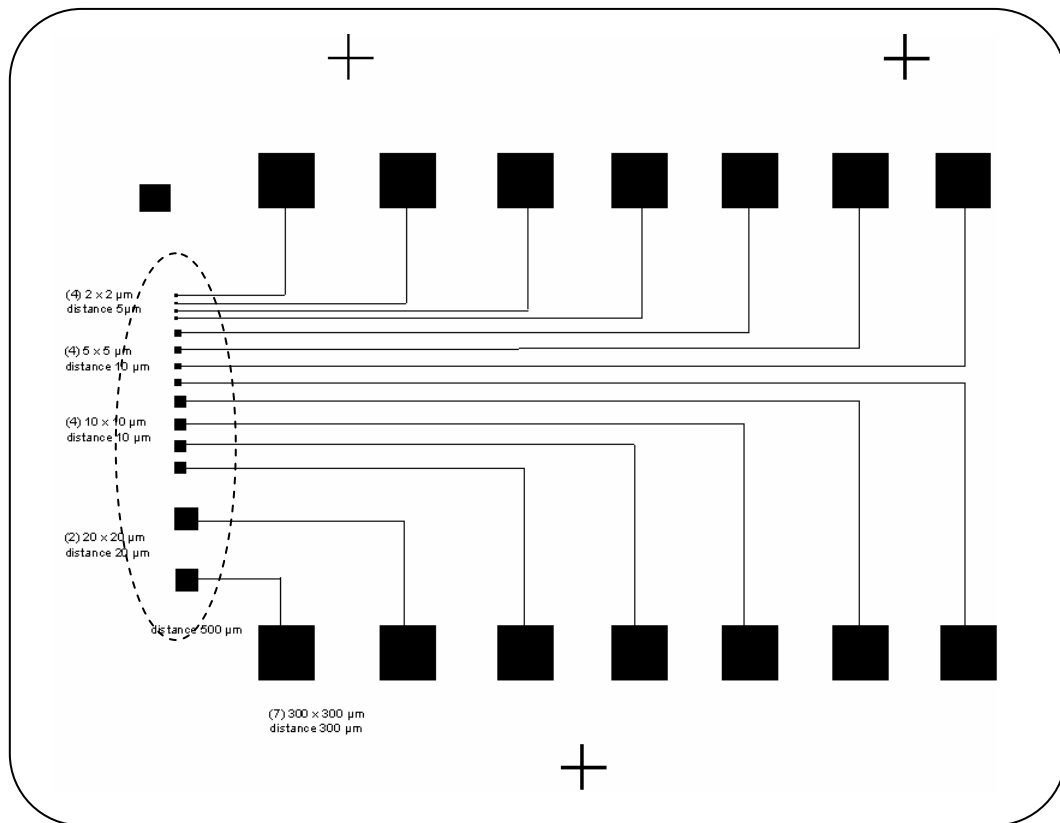 (4) 2 x 2 µm
distance 5µm
(4) 5 x 5 µm
distance 10 µm
(4) 10 x 10 µm
distance 10 µm
(2) 20 x 20 µm
distance 20 µm
distance 500 µm
(7) 300 x 300 µm
distance 300 µm